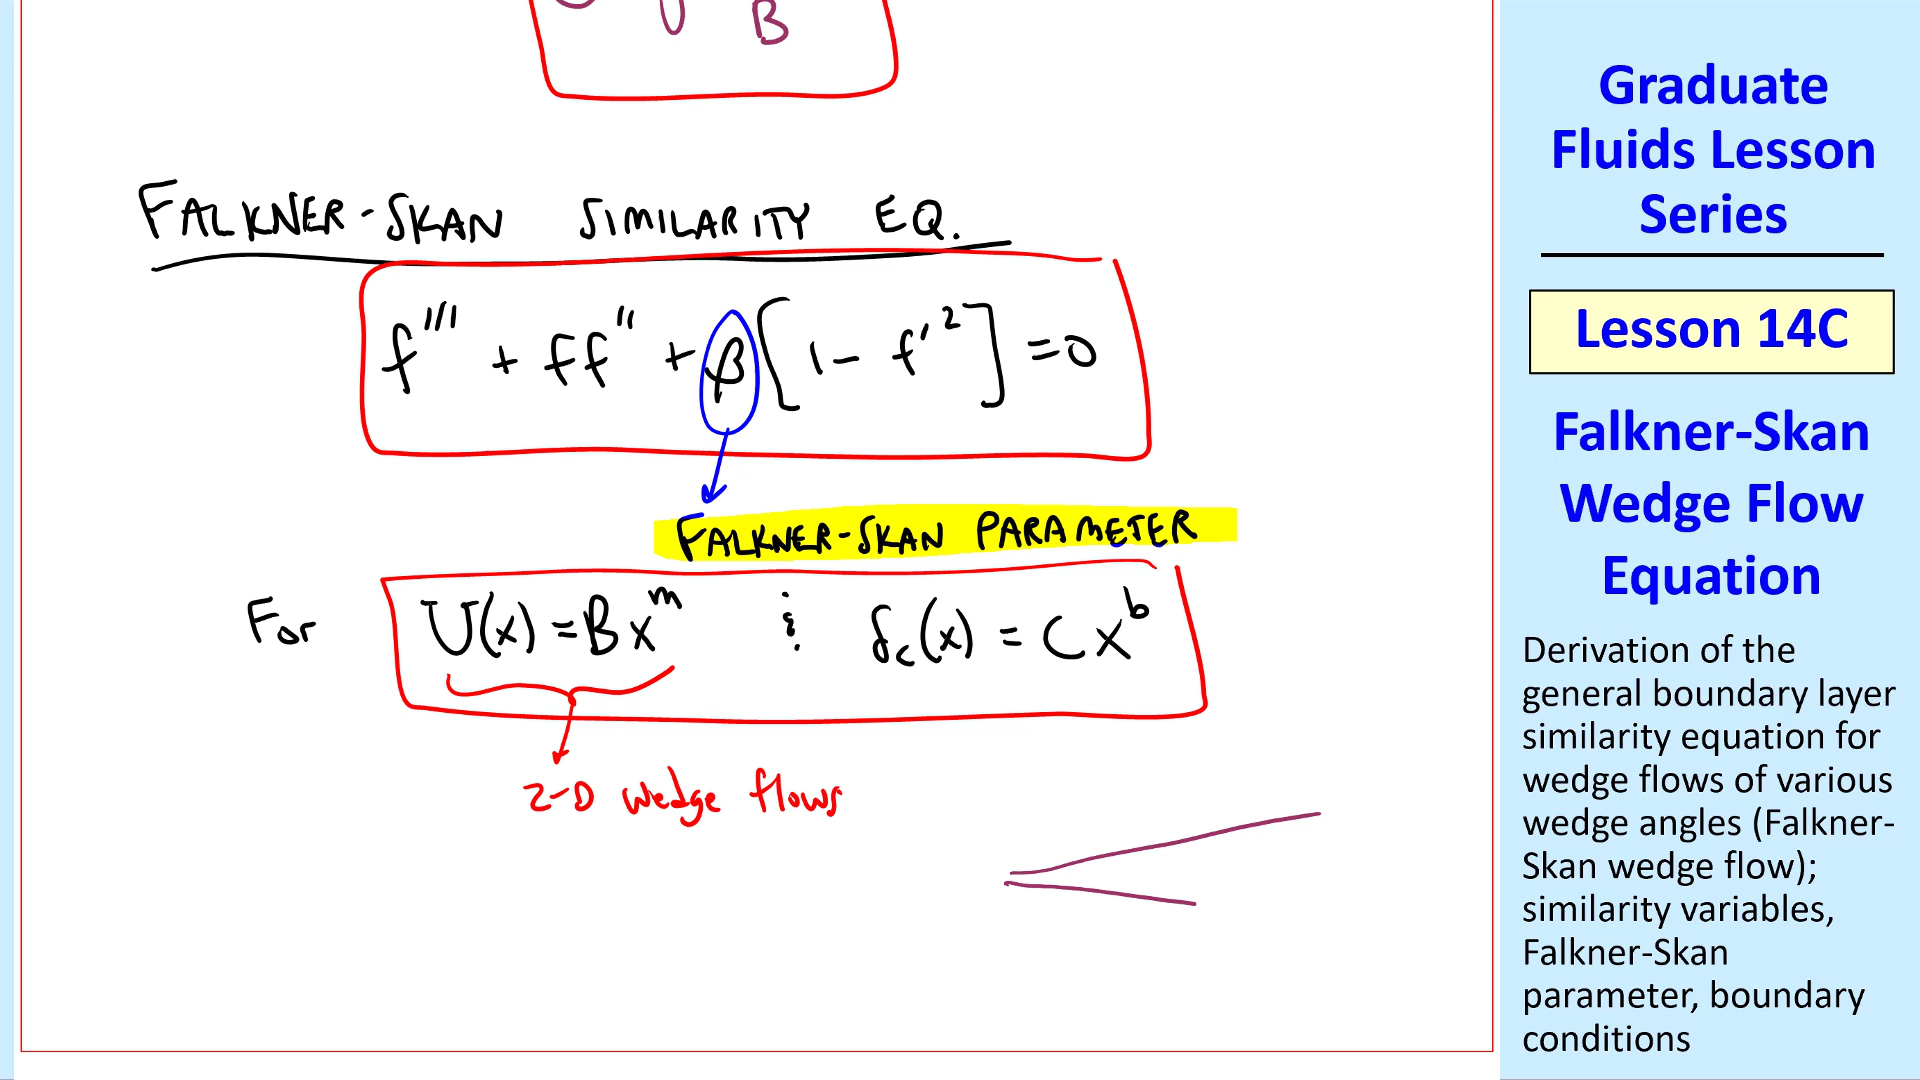 B
FALKNER-SKAN SIMILARITY EQ.
f''' + ff'' + β[1 - f'²] = 0
FALKNER-SKAN PARAMETER
For U(x) = Bx^m & δ_c(x) = Cx^b
2-D wedge flows
Graduate
Fluids Lesson
Series
Lesson 14C
Falkner-Skan
Wedge Flow
Equation
Derivation of the
general boundary layer
similarity equation for
wedge flows of various
wedge angles (Falkner-
Skan wedge flow);
similarity variables,
Falkner-Skan
parameter, boundary
conditions